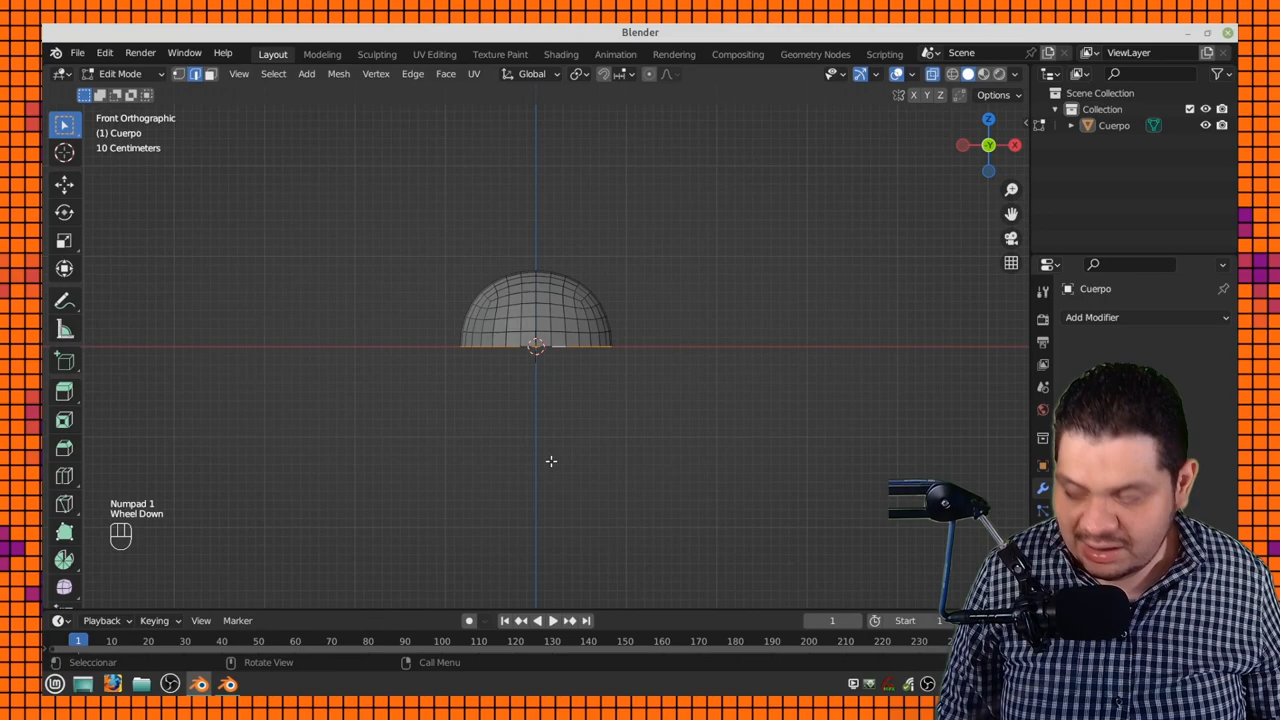 Blender
File Edit Render Window Help
Layout Modeling Sculpting UV Editing Texture Paint Shading Animation Rendering Compositing Geometry Nodes Scripting
Scene
ViewLayer
Edit Mode
View Select Add Mesh Vertex Edge Face UV
Global
X Y Z
Options
Front Orthographic
(1) Cuerpo
10 Centimeters
Z
-Y
X
Scene Collection
Collection
Cuerpo
Cuerpo
Add Modifier
Numpad 1
Wheel Down
Playback Keying View Marker
1
Start
1
1 10 20 30 40 50 60 70 80 90 100 110 120 130 140 150 160 170 180 190 200 210 220 230 240
Seleccionar
Rotate View
Call Menu